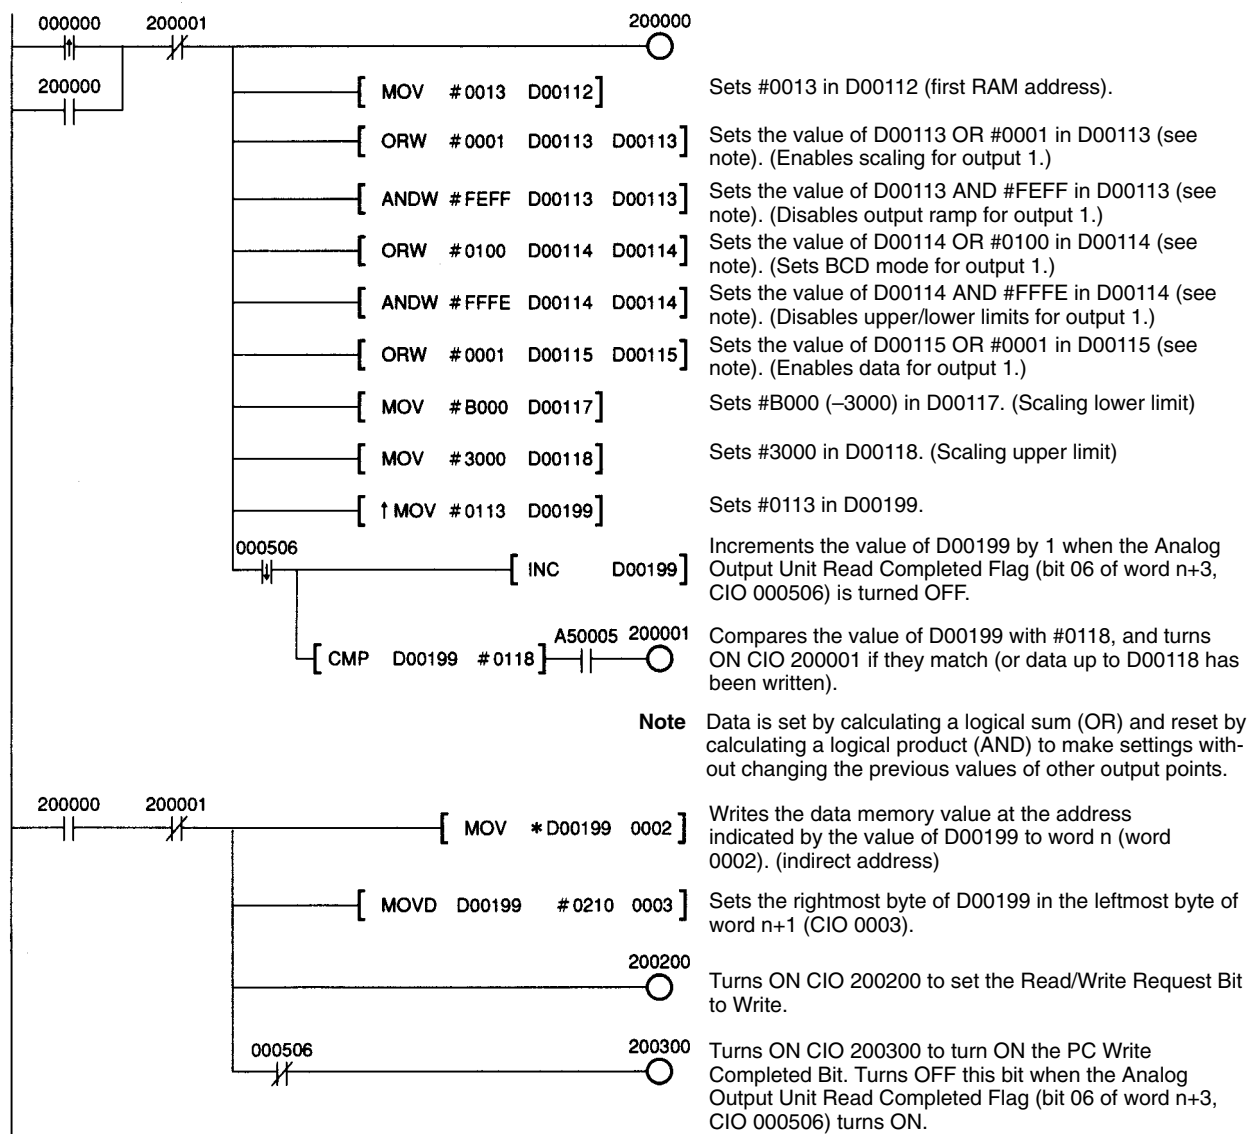 000000 200001 200000
200000
[ MOV #0013 D00112] Sets #0013 in D00112 (first RAM address).
[ ORW #0001 D00113 D00113] Sets the value of D00113 OR #0001 in D00113 (see
note). (Enables scaling for output 1.)
[ ANDW #FEFF D00113 D00113] Sets the value of D00113 AND #FEFF in D00113 (see
note). (Disables output ramp for output 1.)
[ ORW #0100 D00114 D00114] Sets the value of D00114 OR #0100 in D00114 (see
note). (Sets BCD mode for output 1.)
[ ANDW #FFFE D00114 D00114] Sets the value of D00114 AND #FFFE in D00114 (see
note). (Disables upper/lower limits for output 1.)
[ ORW #0001 D00115 D00115] Sets the value of D00115 OR #0001 in D00115 (see
note). (Enables data for output 1.)
[ MOV #B000 D00117] Sets #B000 (–3000) in D00117. (Scaling lower limit)
[ MOV #3000 D00118] Sets #3000 in D00118. (Scaling upper limit)
[ ↑MOV #0113 D00199] Sets #0113 in D00199.
000506
[ INC D00199] Increments the value of D00199 by 1 when the Analog
Output Unit Read Completed Flag (bit 06 of word n+3,
CIO 000506) is turned OFF.
A50005 200001
[ CMP D00199 #0118] Compares the value of D00199 with #0118, and turns
ON CIO 200001 if they match (or data up to D00118 has
been written).
Note Data is set by calculating a logical sum (OR) and reset by
calculating a logical product (AND) to make settings with-
out changing the previous values of other output points.
200000 200001
[ MOV *D00199 0002 ] Writes the data memory value at the address
indicated by the value of D00199 to word n (word
0002). (indirect address)
[ MOVD D00199 #0210 0003 ] Sets the rightmost byte of D00199 in the leftmost byte of
word n+1 (CIO 0003).
200200
Turns ON CIO 200200 to set the Read/Write Request Bit
to Write.
000506 200300
Turns ON CIO 200300 to turn ON the PC Write
Completed Bit. Turns OFF this bit when the Analog
Output Unit Read Completed Flag (bit 06 of word n+3,
CIO 000506) turns ON.